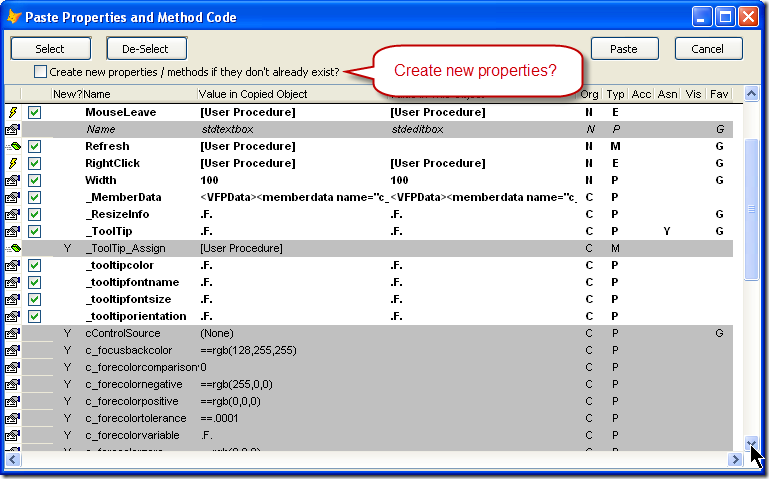 Paste Properties and Method Code
Select De-Select Paste Cancel
Create new properties / methods if they don't already exist?
Create new properties?
New? Name Value in Copied Object Org Typ Acc Asn Vis Fav
MouseLeave [User Procedure] [User Procedure] N E
Name stdtextbox stdeditbox N P G
Refresh [User Procedure] [User Procedure] N M G
RightClick [User Procedure] [User Procedure] N E G
Width 100 100 N P G
_MemberData <VFPData><memberdata name="c_ <VFPData><memberdata name="c_ C P
_ResizeInfo .F. .F. C P G
_ToolTip .F. .F. C P Y G
Y _ToolTip_Assign [User Procedure] C M
_tooltipcolor .F. .F. C P
_tooltipfontname .F. .F. C P
_tooltipfontsize .F. .F. C P
_tooltiporientation .F. .F. C P
Y cControlSource (None) C P G
Y c_focusbackcolor ==rgb(128,255,255) C P
Y c_forecolorcomparison 0 C P
Y c_forecolornegative ==rgb(255,0,0) C P
Y c_forecolorpositive ==rgb(0,0,0) C P
Y c_forecolortolerance ==.0001 C P
Y c_forecolorvariable .F. C P